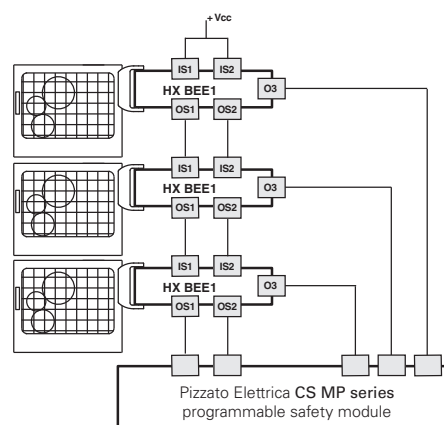 + Vcc
IS1 IS2
HX BEE1 O3
OS1 OS2
IS1 IS2
HX BEE1 O3
OS1 OS2
IS1 IS2
HX BEE1 O3
OS1 OS2
Pizzato Elettrica CS MP series
programmable safety module